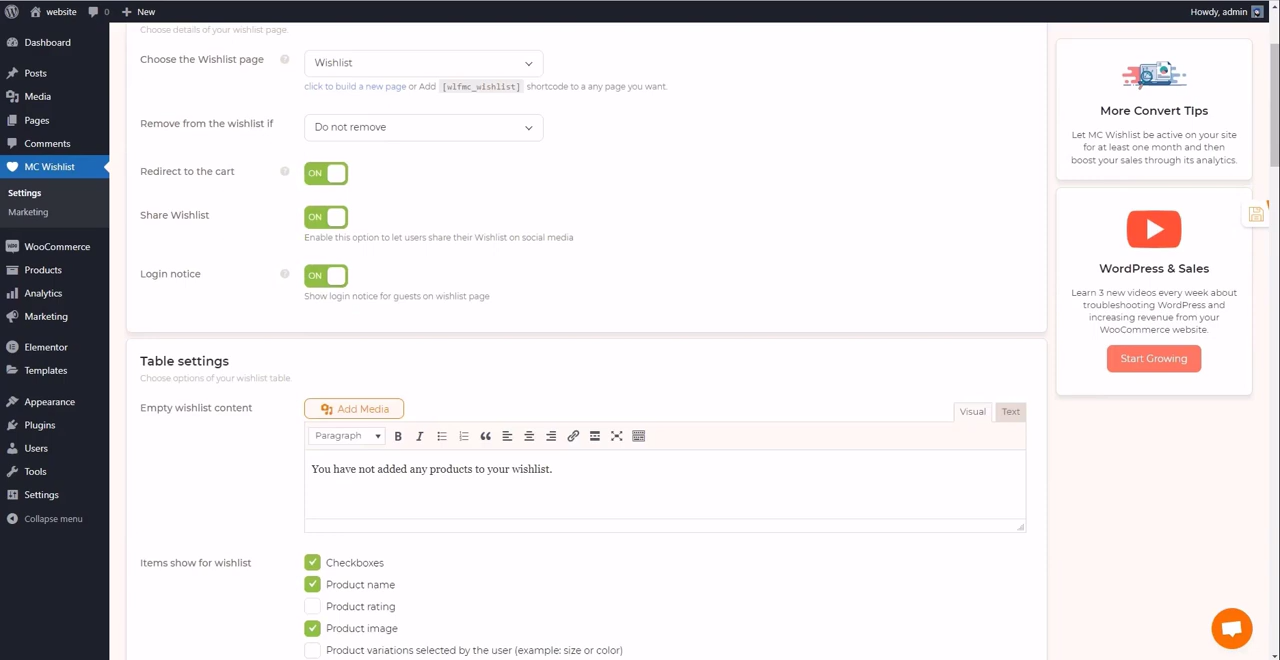 website
0
New
Howdy, admin
Dashboard
Posts
Media
Pages
Comments
MC Wishlist
Settings
Marketing
WooCommerce
Products
Analytics
Marketing
Elementor
Templates
Appearance
Plugins
Users
Tools
Settings
Collapse menu
Choose details of your wishlist page.
Choose the Wishlist page
?
Wishlist
click to build a new page or Add [wlfmc_wishlist] shortcode to a any page you want.
Remove from the wishlist if
Do not remove
Redirect to the cart
?
ON
Share Wishlist
ON
Enable this option to let users share their Wishlist on social media
Login notice
?
ON
Show login notice for guests on wishlist page
Table settings
Choose options of your wishlist table.
Empty wishlist content
Add Media
Visual
Text
Paragraph
B
I
You have not added any products to your wishlist.
Items show for wishlist
Checkboxes
Product name
Product rating
Product image
Product variations selected by the user (example: size or color)
More Convert Tips
Let MC Wishlist be active on your site
for at least one month and then
boost your sales through its analytics.
WordPress & Sales
Learn 3 new videos every week about
troubleshooting WordPress and
increasing revenue from your
WooCommerce website.
Start Growing